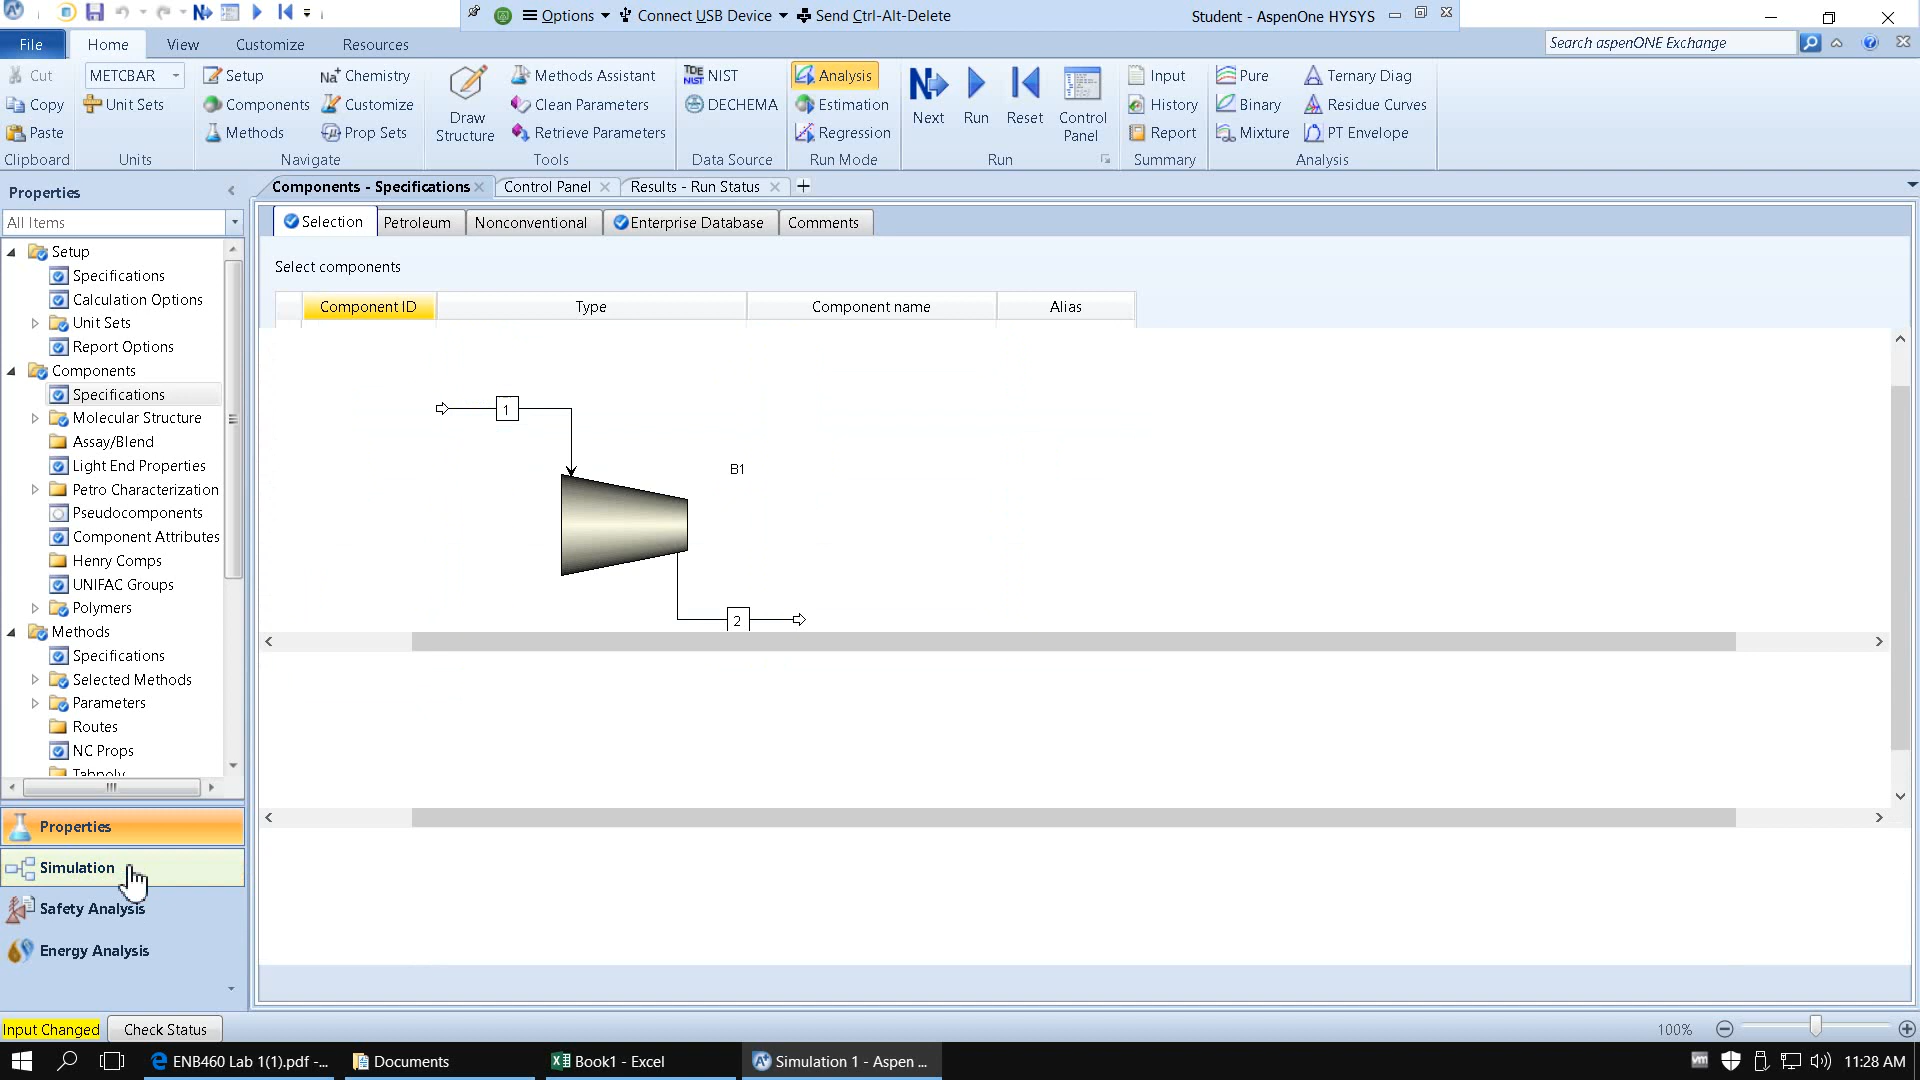 Options Connect USB Device Send Ctrl-Alt-Delete Student - AspenOne HYSYS
File Home View Customize Resources Search aspenONE Exchange
Cut METCBAR Setup Na+ Chemistry Methods Assistant TDE NIST NIST Analysis Input Pure Ternary Diag
Copy Unit Sets Components Customize Draw Structure Clean Parameters DECHEMA Estimation Next Run Reset Control Panel History Binary Residue Curves
Paste Methods Prop Sets Retrieve Parameters Regression Report Mixture PT Envelope
Clipboard Units Navigate Tools Data Source Run Mode Run Summary Analysis
Properties Components - Specifications Control Panel Results - Run Status
All Items
Selection Petroleum Nonconventional Enterprise Database Comments
Select components
Component ID Type Component name Alias
Setup
Specifications
Calculation Options
Unit Sets
Report Options
Components
Specifications
Molecular Structure
Assay/Blend
Light End Properties
Petro Characterization
Pseudocomponents
Component Attributes
Henry Comps
UNIFAC Groups
Polymers
Methods
Specifications
Selected Methods
Parameters
Routes
NC Props
Tabpoly
1
B1
2
Properties
Simulation
Safety Analysis
Energy Analysis
Input Changed Check Status 100%
ENB460 Lab 1(1).pdf -... Documents Book1 - Excel Simulation 1 - Aspen ... vm 11:28 AM